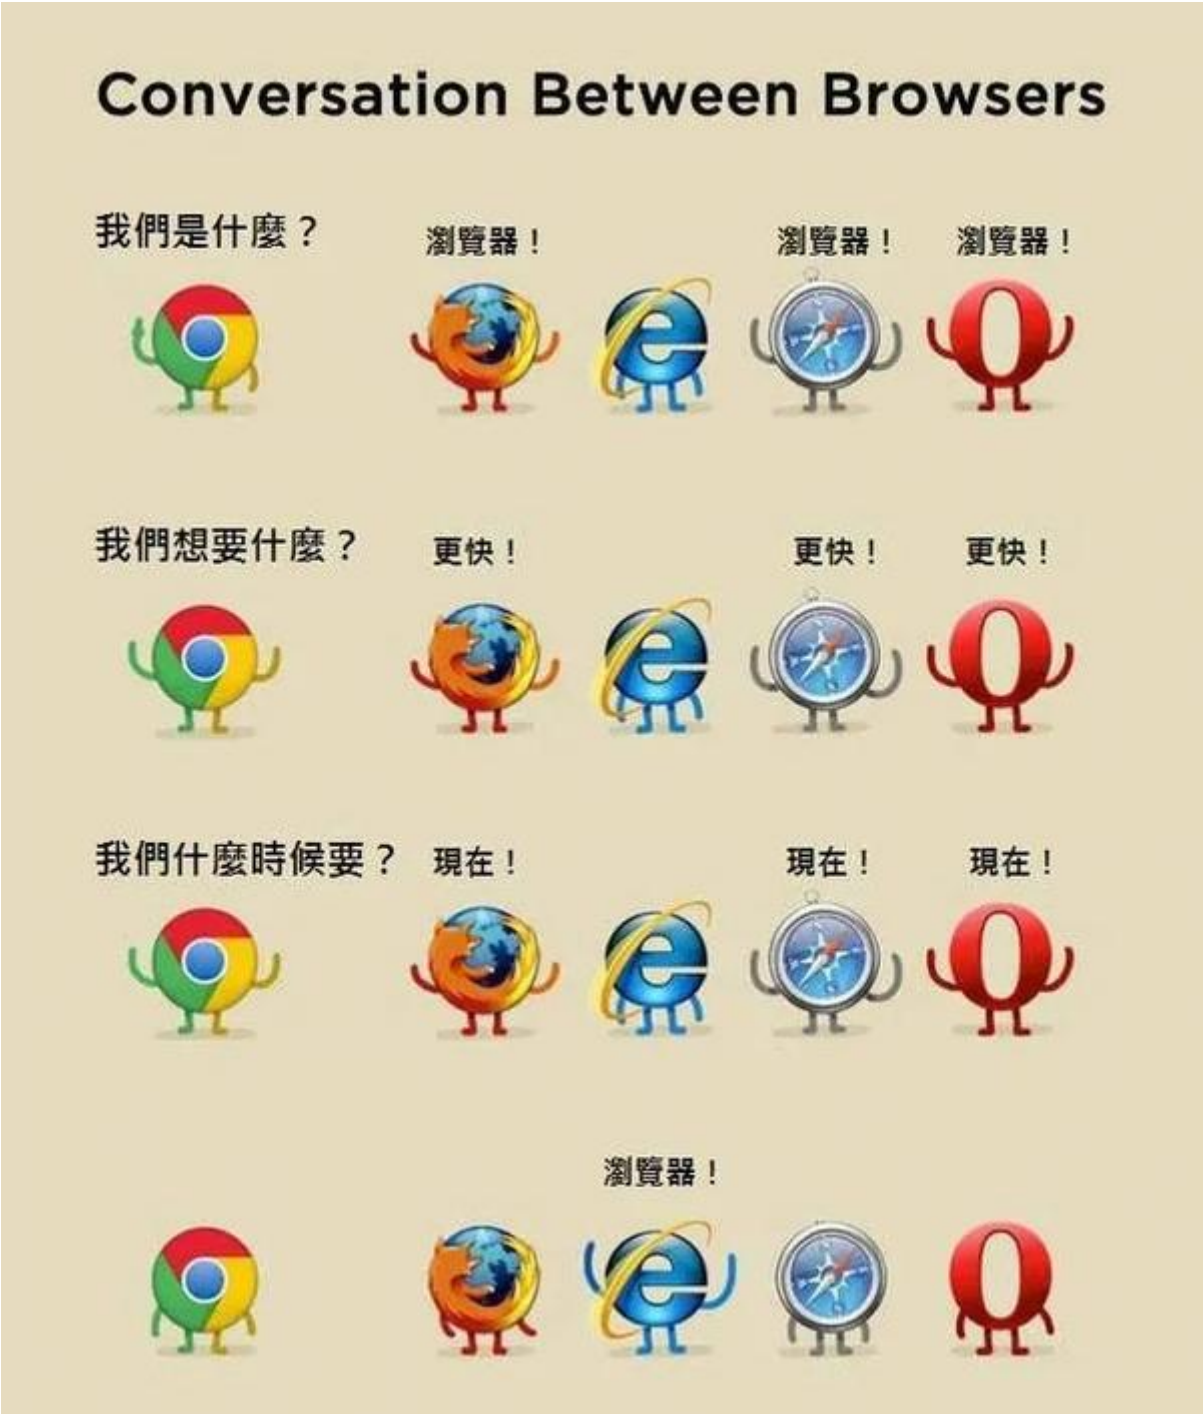 Conversation Between Browsers
我們是什麼？
瀏覽器！
瀏覽器！
瀏覽器！
我們想要什麼？
更快！
更快！
更快！
我們什麼時候要？
現在！
現在！
現在！
瀏覽器！